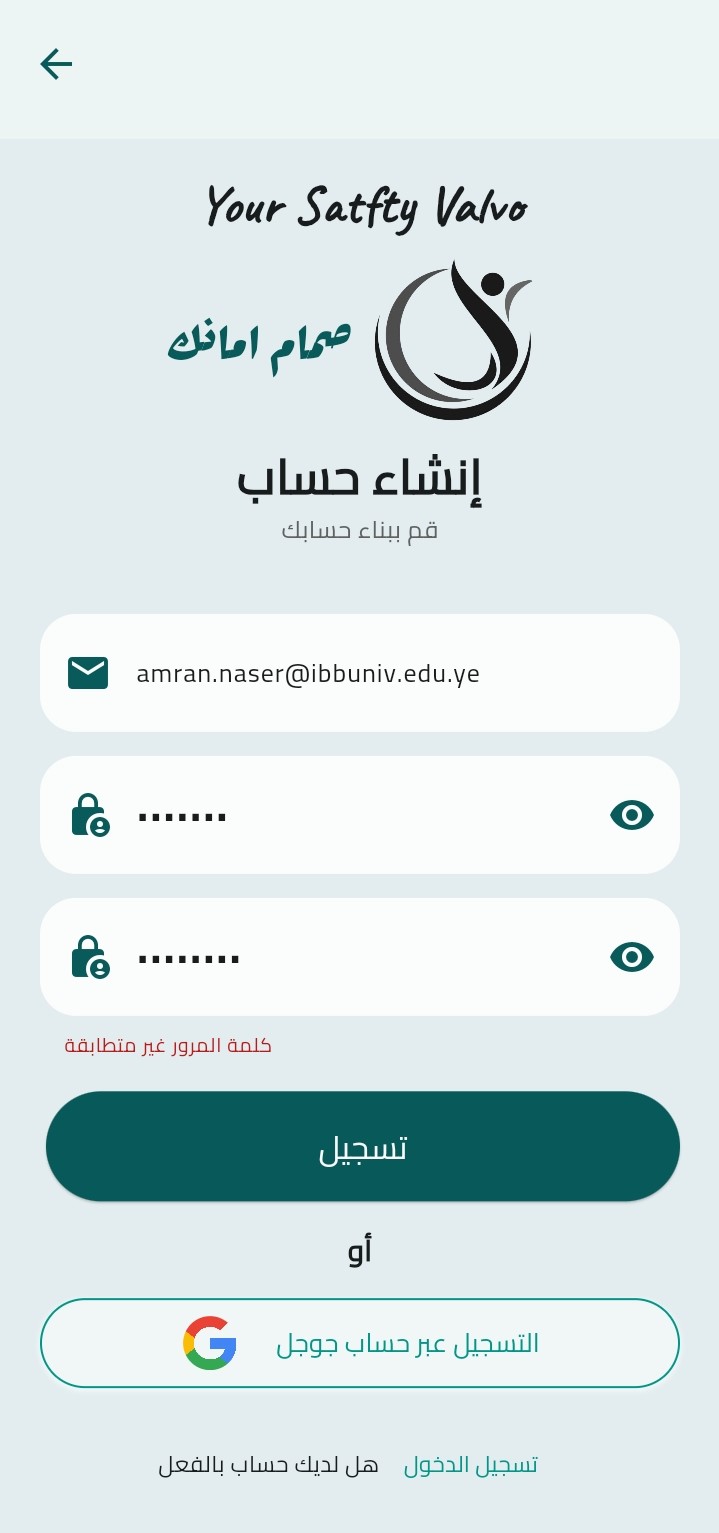 Your Satfty Valvo
صمام امانك
إنشاء حساب
قم ببناء حسابك
amran.naser@ibbuniv.edu.ye
•••••••
••••••••
كلمة المرور غير متطابقة
تسجيل
أو
التسجيل عبر حساب جوجل
هل لديك حساب بالفعل تسجيل الدخول